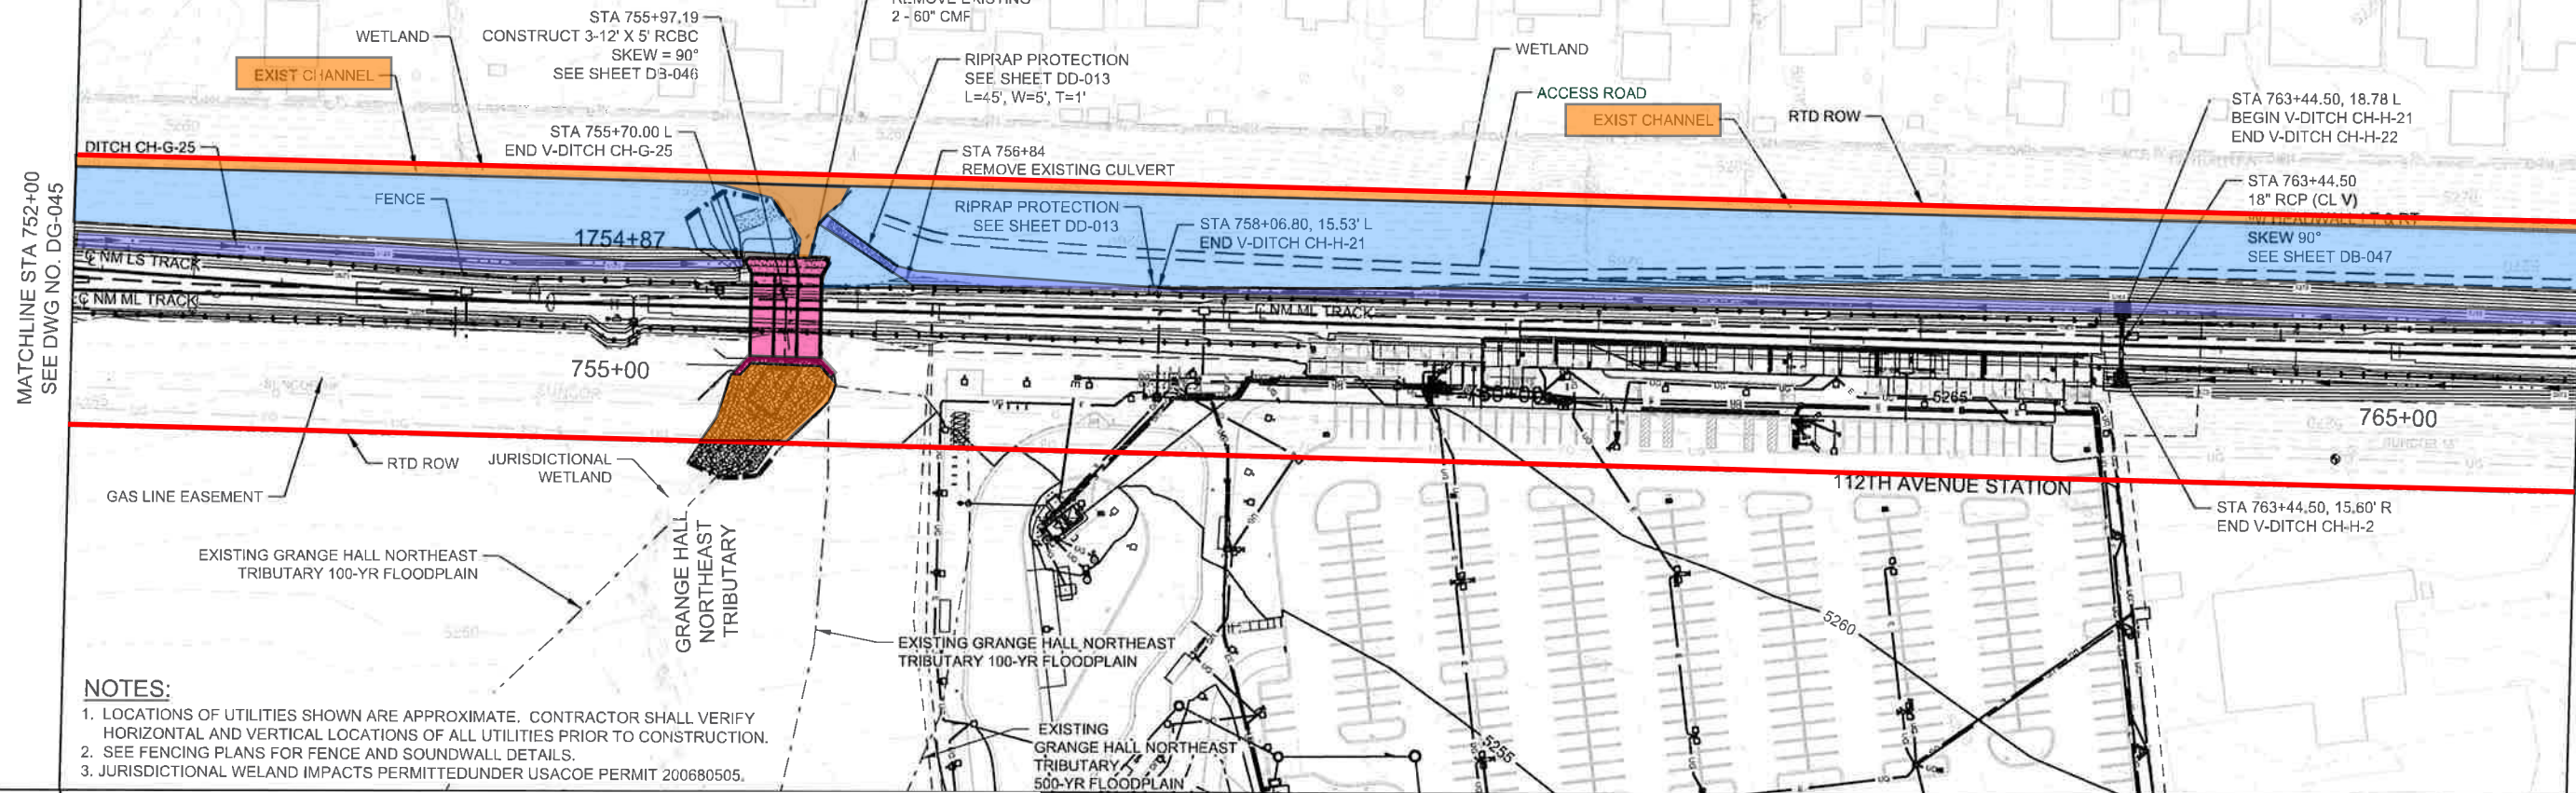 REMOVE EXISTING
2 - 60" CMF
STA 755+97.19
CONSTRUCT 3-12' X 5' RCBC
SKEW = 90°
SEE SHEET DB-046
WETLAND
EXIST CHANNEL
RIPRAP PROTECTION
SEE SHEET DD-013
L=45', W=5', T=1'
WETLAND
ACCESS ROAD
EXIST CHANNEL
RTD ROW
STA 763+44.50, 18.78 L
BEGIN V-DITCH CH-H-21
END V-DITCH CH-H-22
STA 755+70.00 L
END V-DITCH CH-G-25
DITCH CH-G-25
STA 756+84
REMOVE EXISTING CULVERT
STA 763+44.50
18" RCP (CL V)
SKEW 90°
SEE SHEET DB-047
MATCHLINE STA 752+00
SEE DWG NO. DG-045
FENCE
RIPRAP PROTECTION
SEE SHEET DD-013
STA 758+06.80, 15.53' L
END V-DITCH CH-H-21
1754+87
5260
5270
NM LS TRACK
NM ML TRACK
NM ML TRACK
755+00
SUNCOR
5265
765+00
RTD ROW
JURISDICTIONAL
WETLAND
GAS LINE EASEMENT
112TH AVENUE STATION
STA 763+44.50, 15.60' R
END V-DITCH CH-H-2
GRANGE HALL
NORTHEAST
TRIBUTARY
EXISTING GRANGE HALL NORTHEAST
TRIBUTARY 100-YR FLOODPLAIN
5260
5260
EXISTING GRANGE HALL NORTHEAST
TRIBUTARY 100-YR FLOODPLAIN
NOTES:
1. LOCATIONS OF UTILITIES SHOWN ARE APPROXIMATE. CONTRACTOR SHALL VERIFY
HORIZONTAL AND VERTICAL LOCATIONS OF ALL UTILITIES PRIOR TO CONSTRUCTION.
2. SEE FENCING PLANS FOR FENCE AND SOUNDWALL DETAILS.
3. JURISDICTIONAL WELAND IMPACTS PERMITTEDUNDER USACOE PERMIT 200680505.
EXISTING
GRANGE HALL NORTHEAST
TRIBUTARY
500-YR FLOODPLAIN
5255